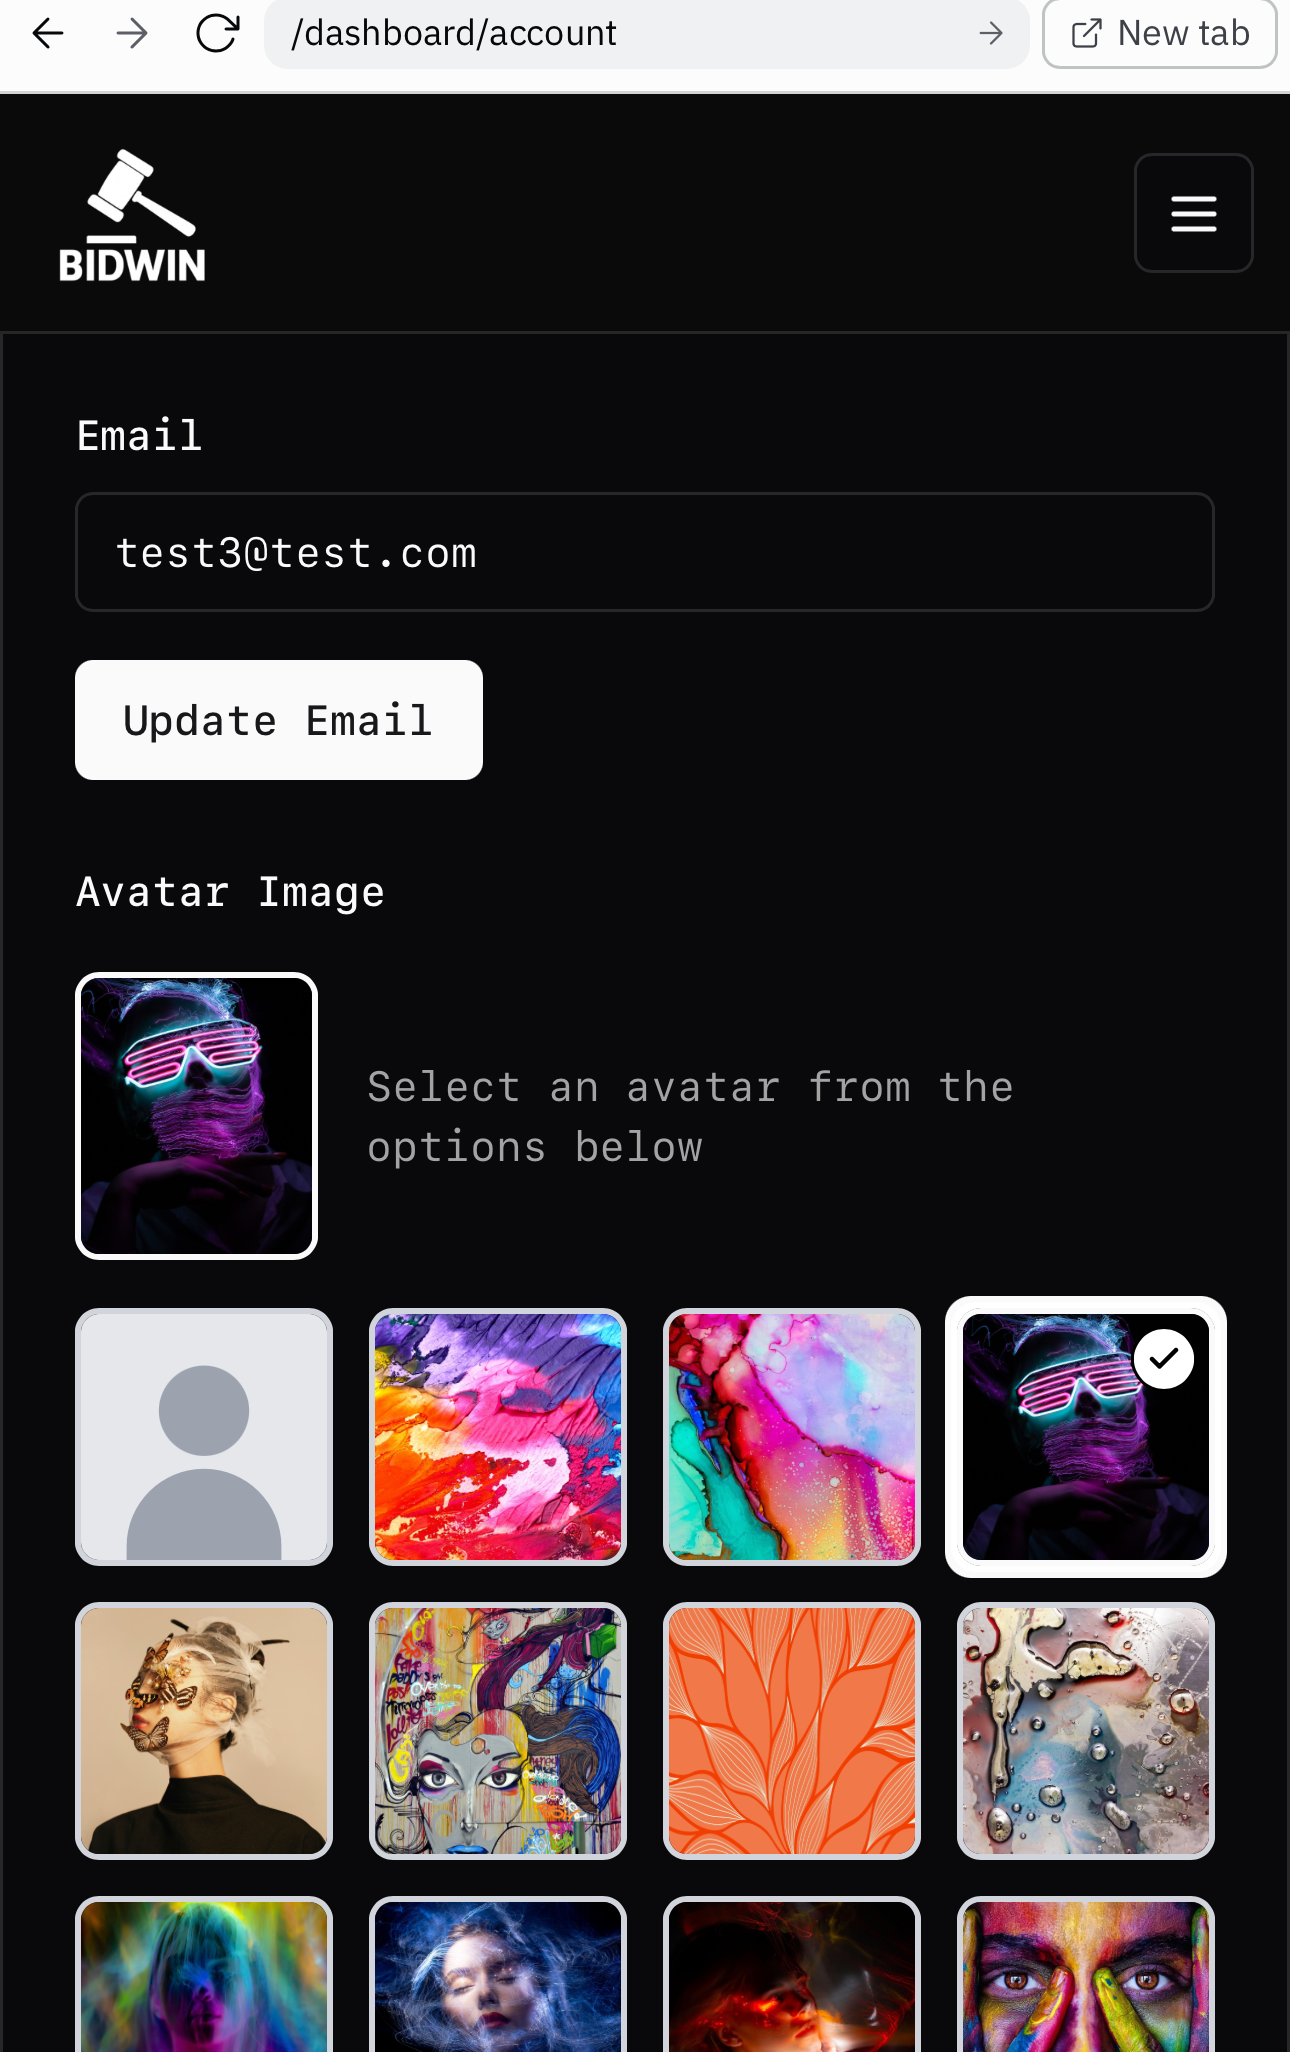 /dashboard/account
New tab
BIDWIN
Email
test3@test.com
Update Email
Avatar Image
Select an avatar from the
options below